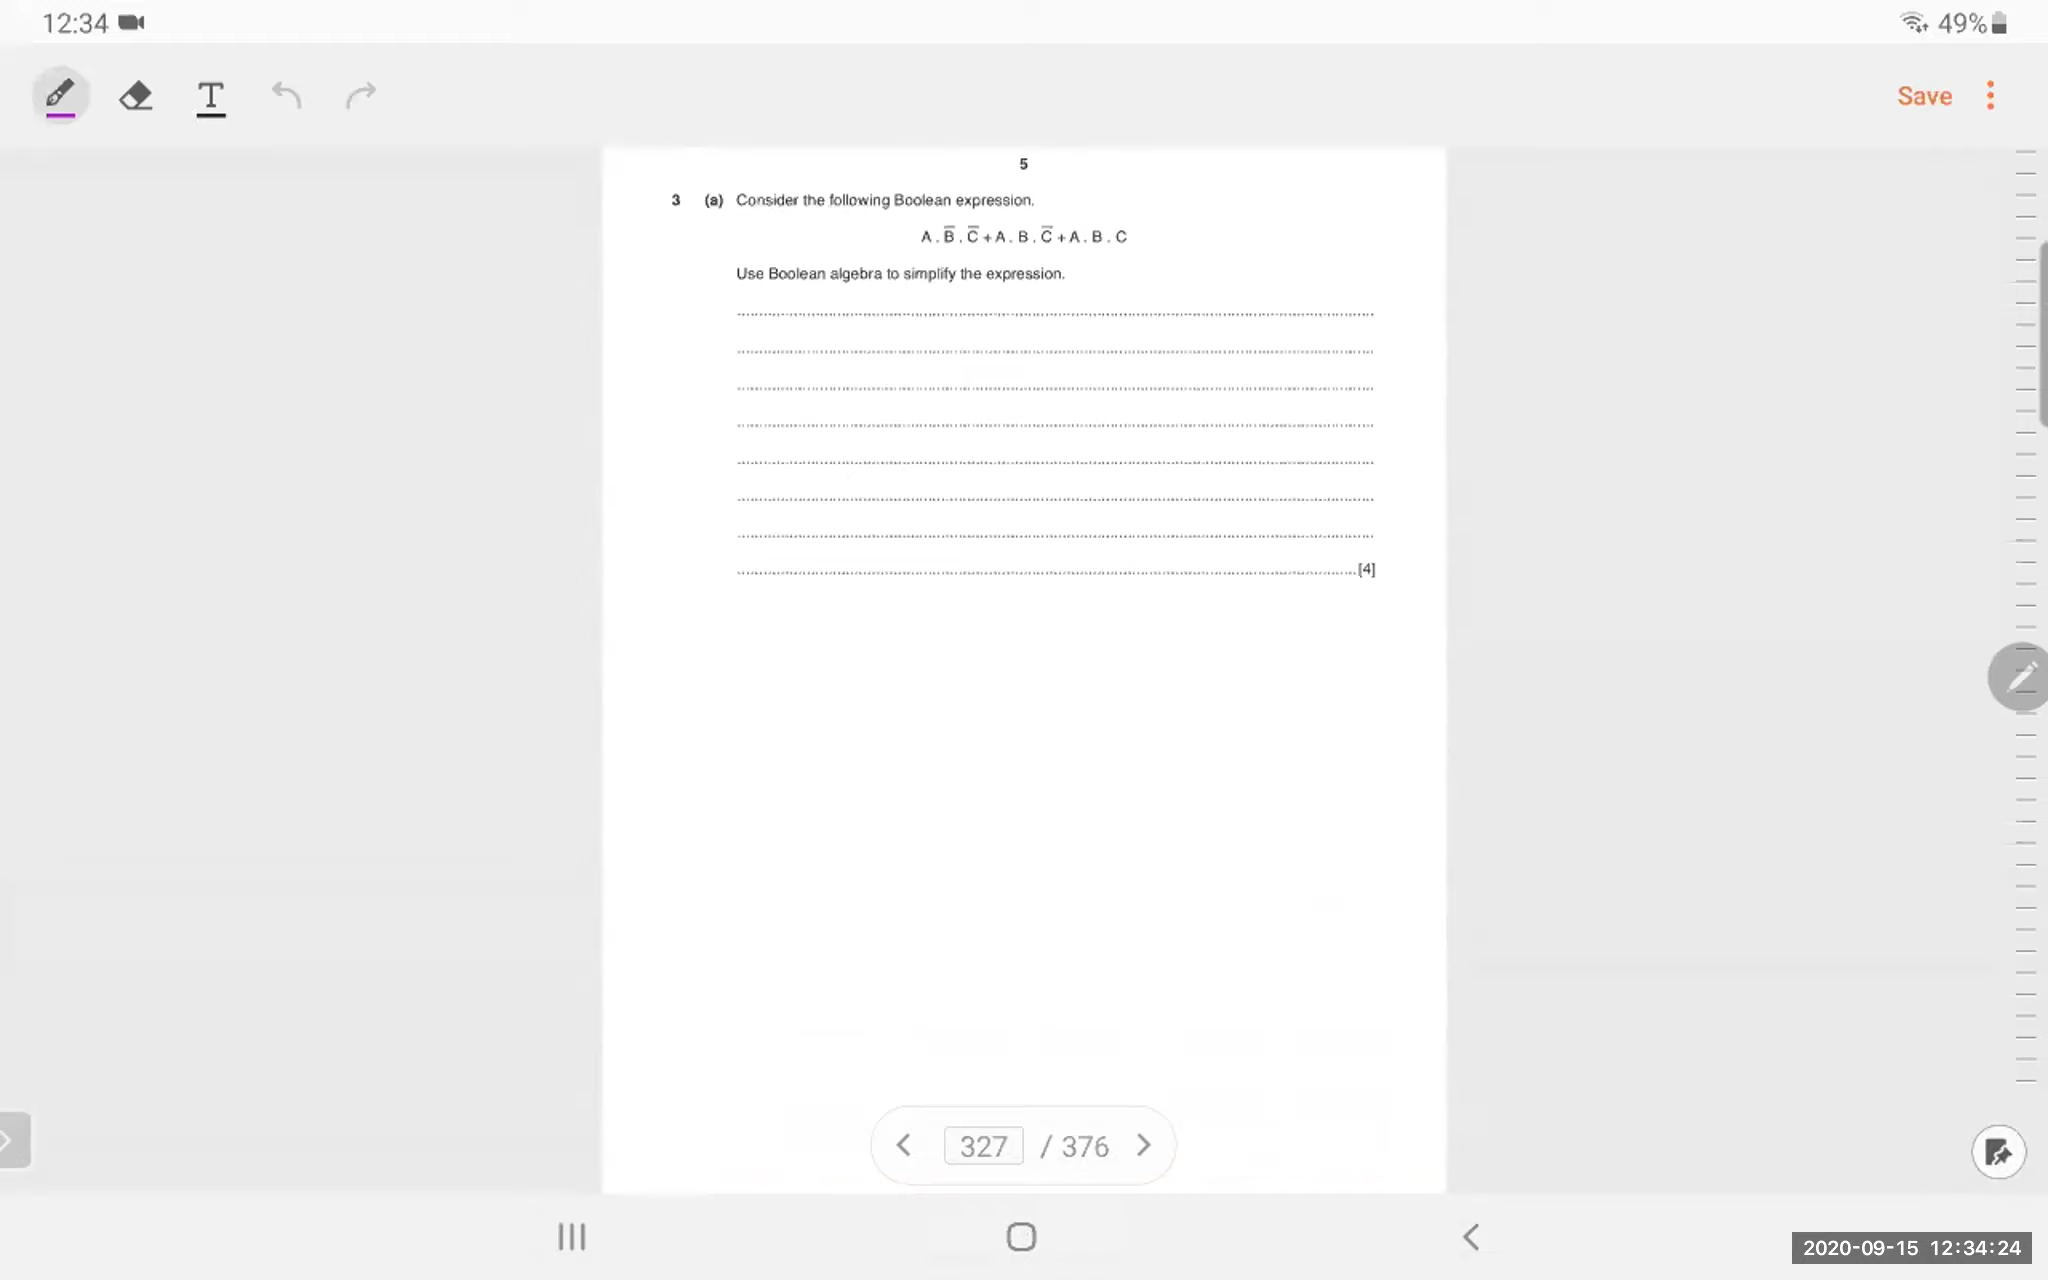 12:34
49%
T
Save
5
3 (a) Consider the following Boolean expression.
A . B̅ . C̅ + A . B . C̅ + A . B . C
Use Boolean algebra to simplify the expression.
[4]
327 / 376
2020-09-15 12:34:24